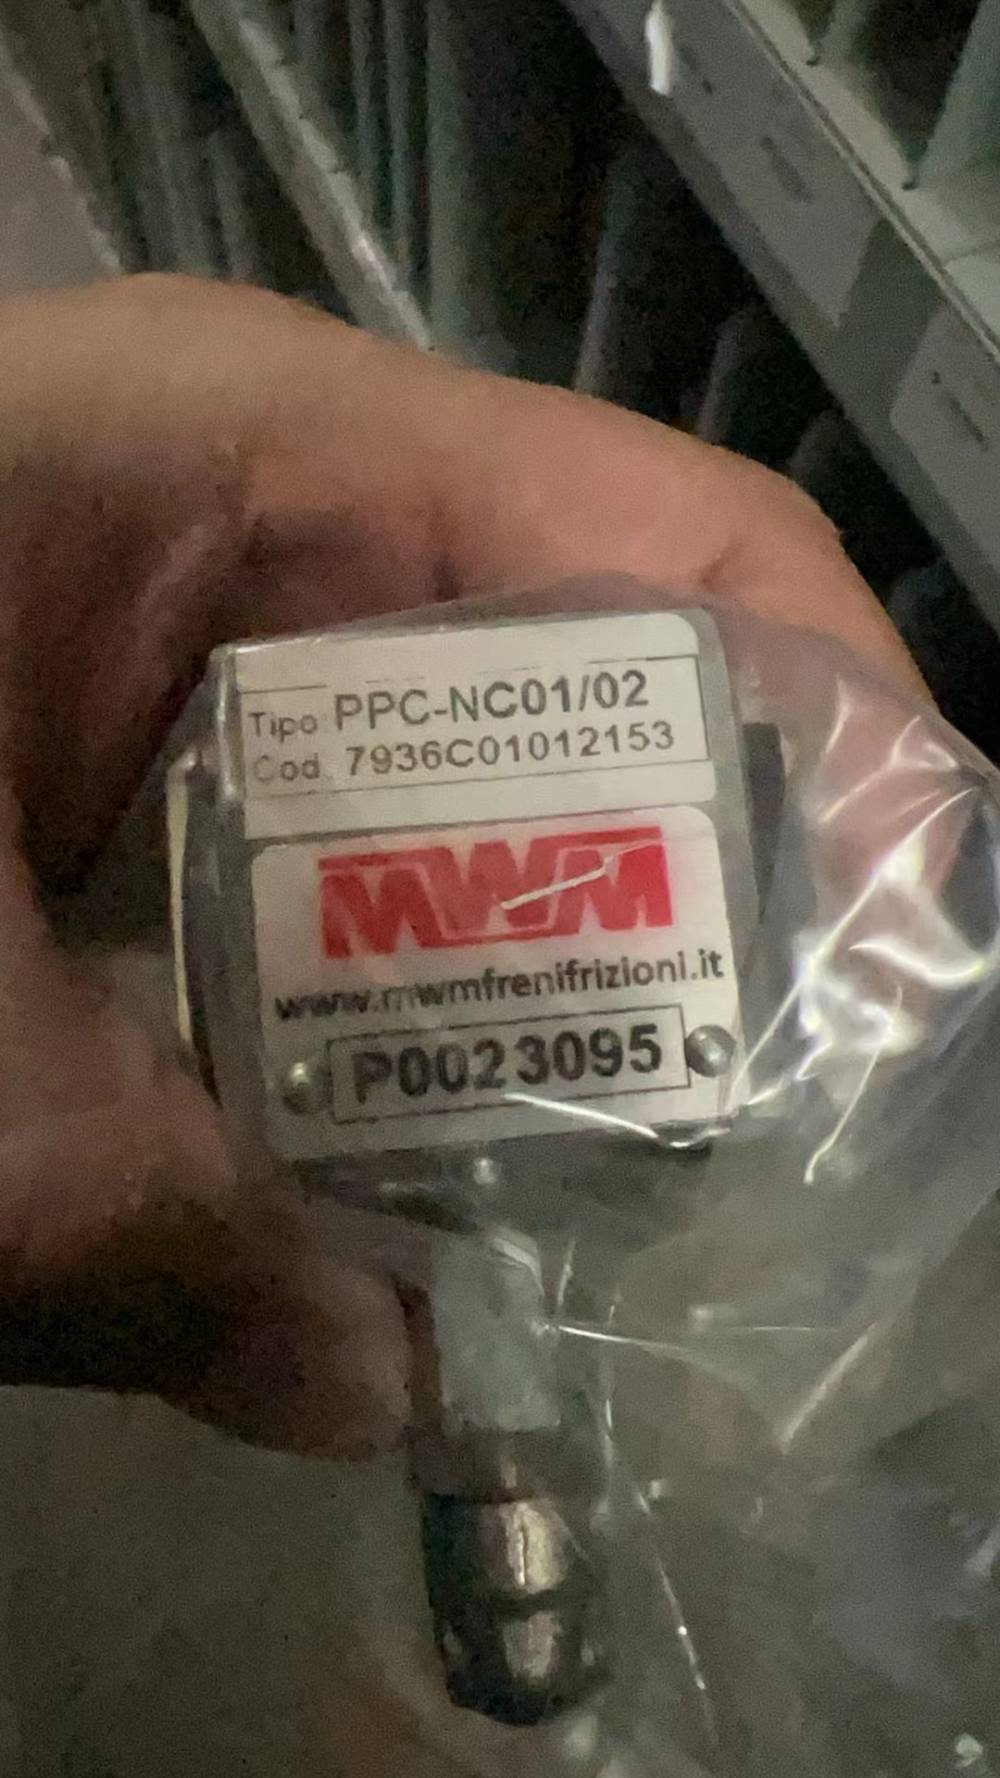 Tipo PPC-NC01/02
Cod. 7936C01012153
MWM
www.mwmfrenifrizioni.it
P0023095